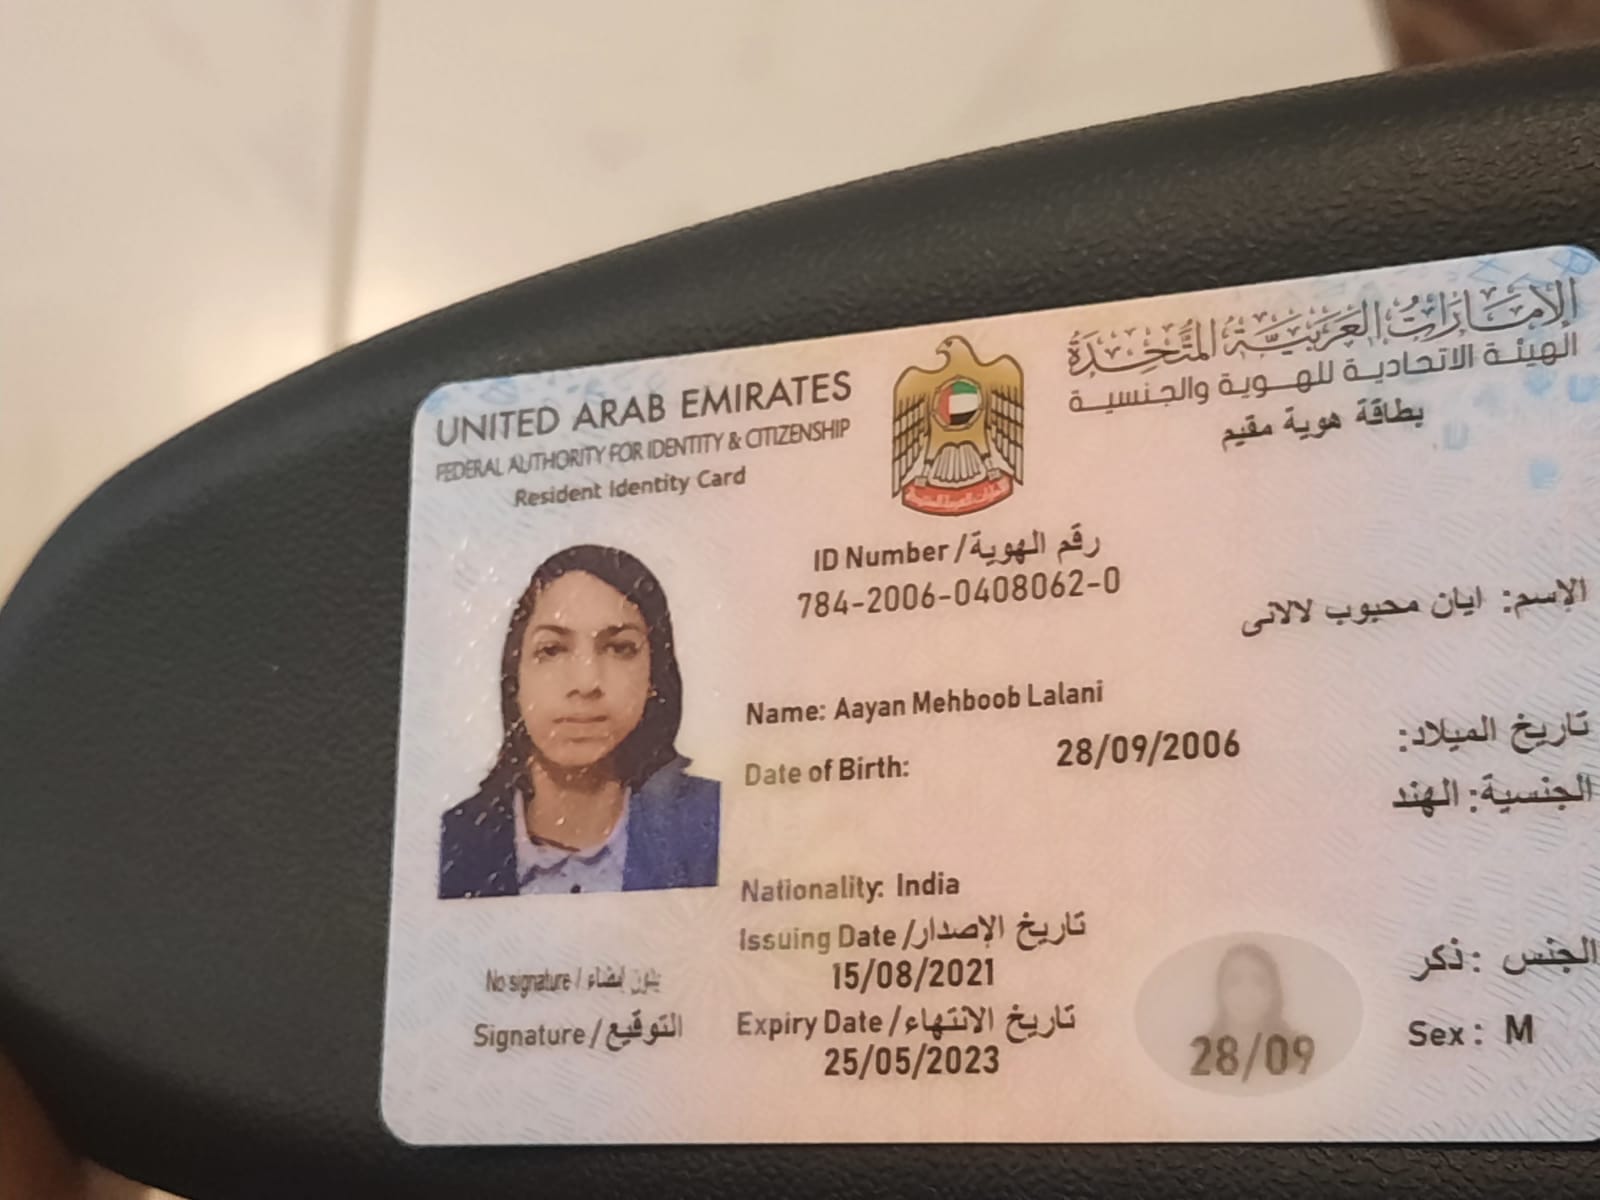 UNITED ARAB EMIRATES
FEDERAL AUTHORITY FOR IDENTITY & CITIZENSHIP
Resident Identity Card
الإمارات العربية المتحدة
الهيئة الاتحادية للهوية والجنسية
بطاقة هوية مقيم
ID Number / رقم الهوية
784-2006-0408062-0
الإسم: ايان محبوب لالانى
Name: Aayan Mehboob Lalani
Date of Birth: 28/09/2006 تاريخ الميلاد:
الجنسية: الهند
Nationality: India
Issuing Date / تاريخ الإصدار
15/08/2021
Expiry Date / تاريخ الانتهاء
25/05/2023
No signature / بدون إمضاء
Signature / التوقيع
28/09
الجنس: ذكر
Sex: M